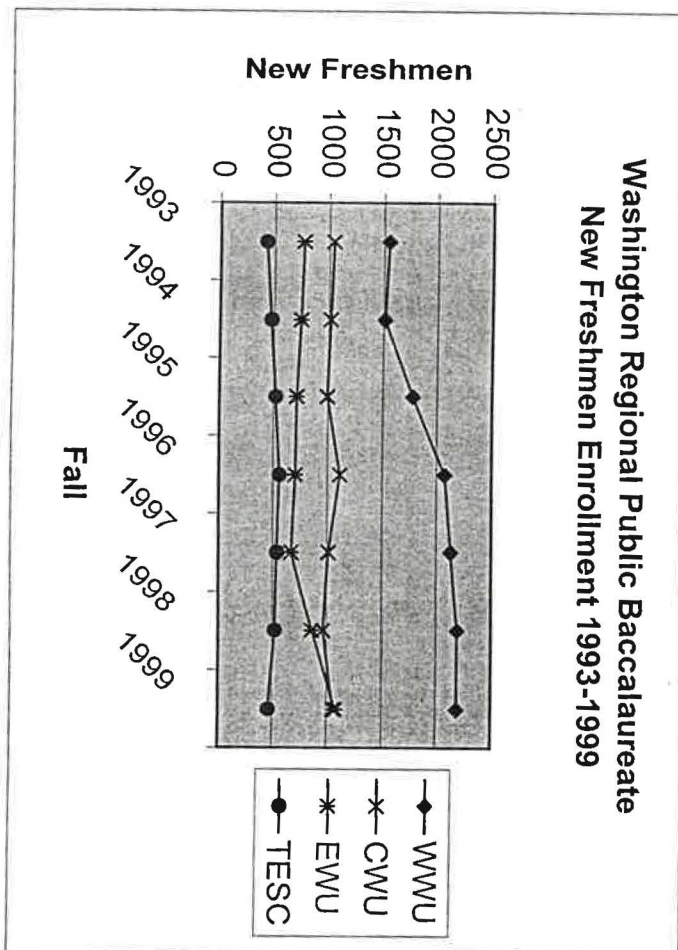 Washington Regional Public Baccalaureate
New Freshmen Enrollment 1993-1999
New Freshmen
2500
2000
1500
1000
500
0
1993
1994
1995
1996
1997
1998
1999
Fall
WWU
CWU
EWU
TESC